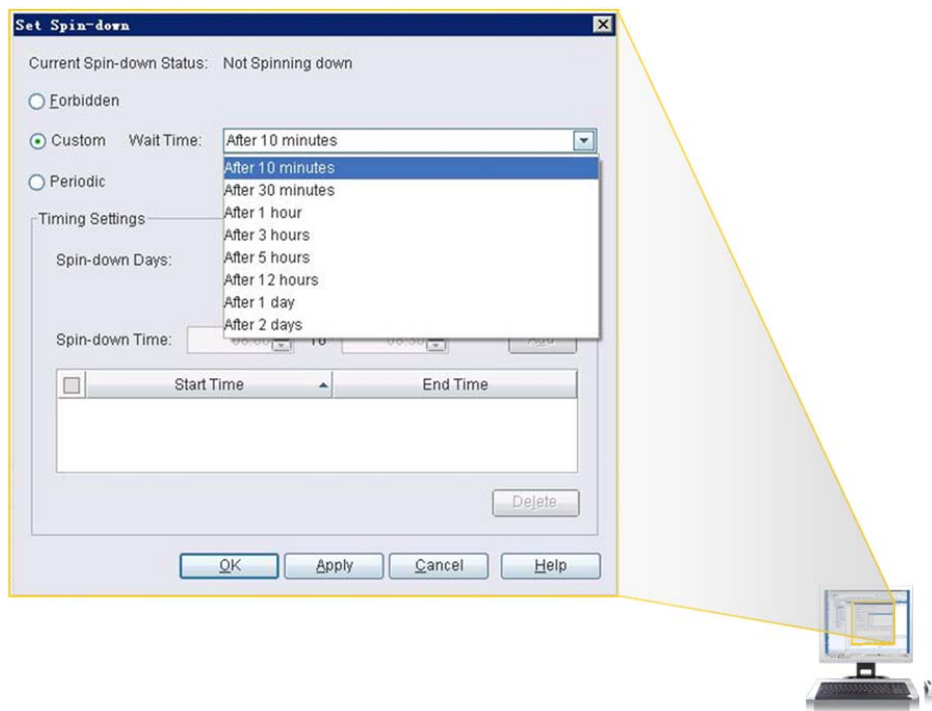 Set Spin-down
Current Spin-down Status: Not Spinning down
Forbidden
Custom Wait Time: After 10 minutes
After 10 minutes
After 30 minutes
After 1 hour
After 3 hours
After 5 hours
After 12 hours
After 1 day
After 2 days
Periodic
Timing Settings
Spin-down Days:
Spin-down Time: To
Start Time End Time
Delete
OK Apply Cancel Help